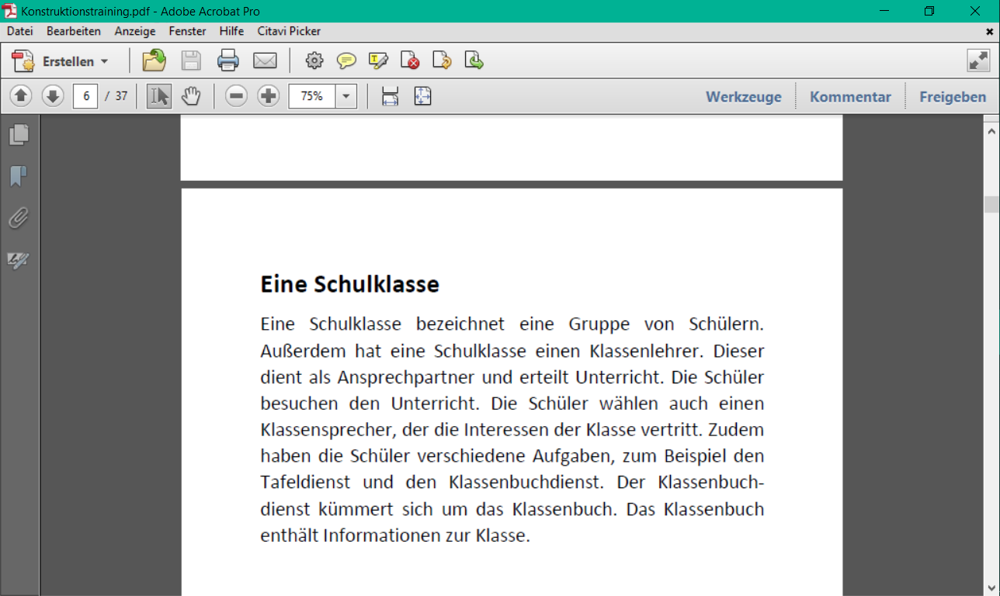 Konstruktionstraining.pdf - Adobe Acrobat Pro
Datei Bearbeiten Anzeige Fenster Hilfe Citavi Picker
Erstellen
6 / 37 75% Werkzeuge Kommentar Freigeben
Eine Schulklasse
Eine Schulklasse bezeichnet eine Gruppe von Schülern.
Außerdem hat eine Schulklasse einen Klassenlehrer. Dieser
dient als Ansprechpartner und erteilt Unterricht. Die Schüler
besuchen den Unterricht. Die Schüler wählen auch einen
Klassensprecher, der die Interessen der Klasse vertritt. Zudem
haben die Schüler verschiedene Aufgaben, zum Beispiel den
Tafeldienst und den Klassenbuchdienst. Der Klassenbuch-
dienst kümmert sich um das Klassenbuch. Das Klassenbuch
enthält Informationen zur Klasse.